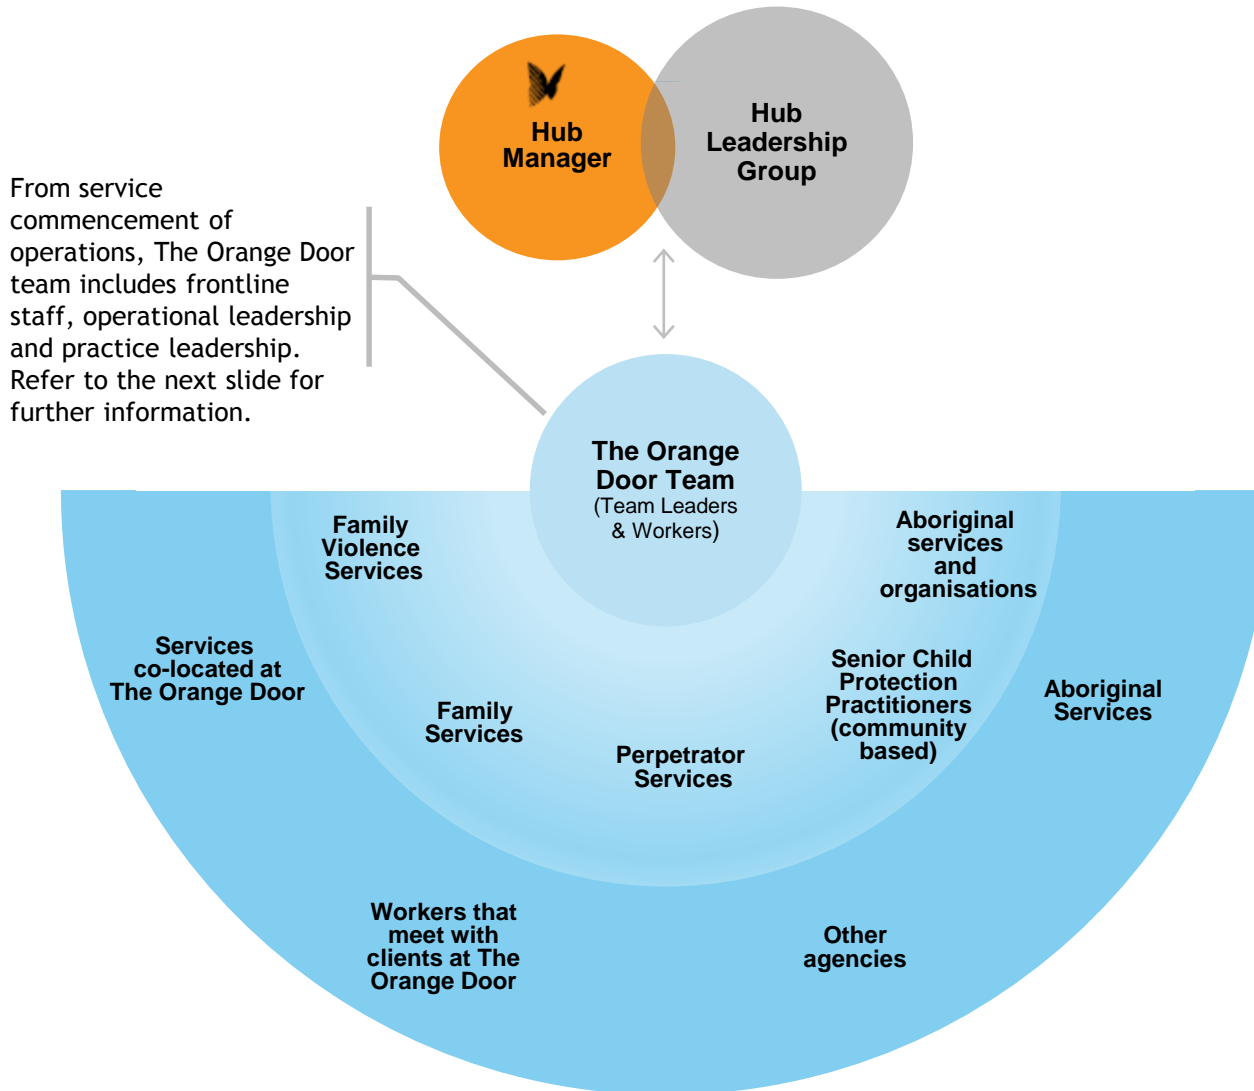 Hub
Manager
Hub
Leadership
Group
From service
commencement of
operations, The Orange Door
team includes frontline
staff, operational leadership
and practice leadership.
Refer to the next slide for
further information.
The Orange
Door Team
(Team Leaders
& Workers)
Family
Violence
Services
Aboriginal
services
and
organisations
Services
co-located at
The Orange Door
Family
Services
Perpetrator
Services
Senior Child
Protection
Practitioners
(community
based)
Aboriginal
Services
Workers that
meet with
clients at The
Orange Door
Other
agencies